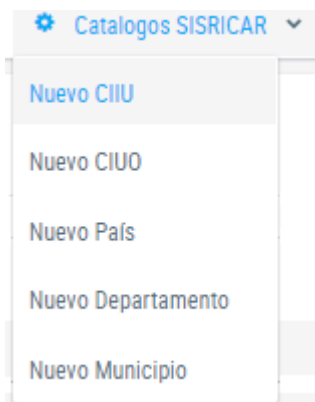 Catalogos SISRICAR
Nuevo CIIU
Nuevo CIUO
Nuevo País
Nuevo Departamento
Nuevo Municipio